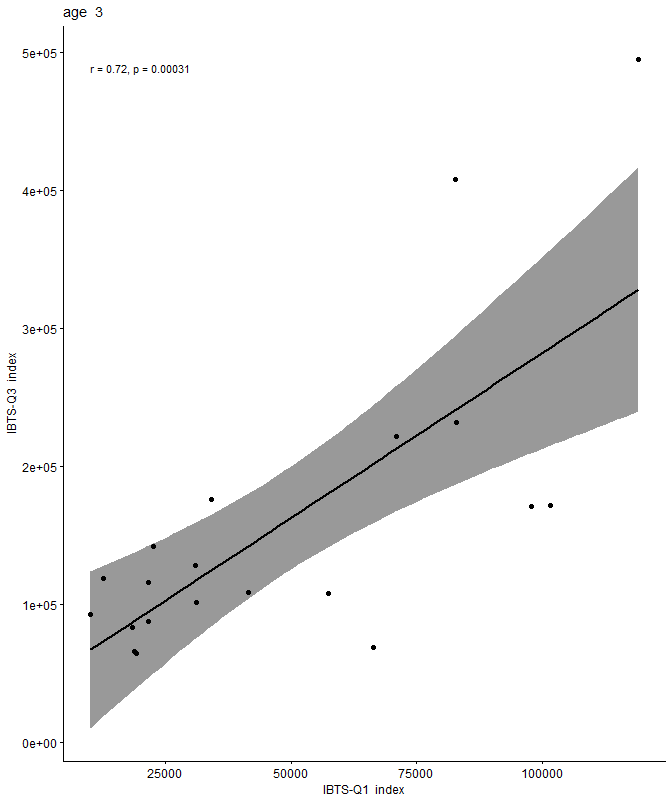 age 3
r = 0.72, p = 0.00031
5e+05
4e+05
3e+05
2e+05
1e+05
0e+00
IBTS-Q3 index
25000 50000 75000 100000
IBTS-Q1 index